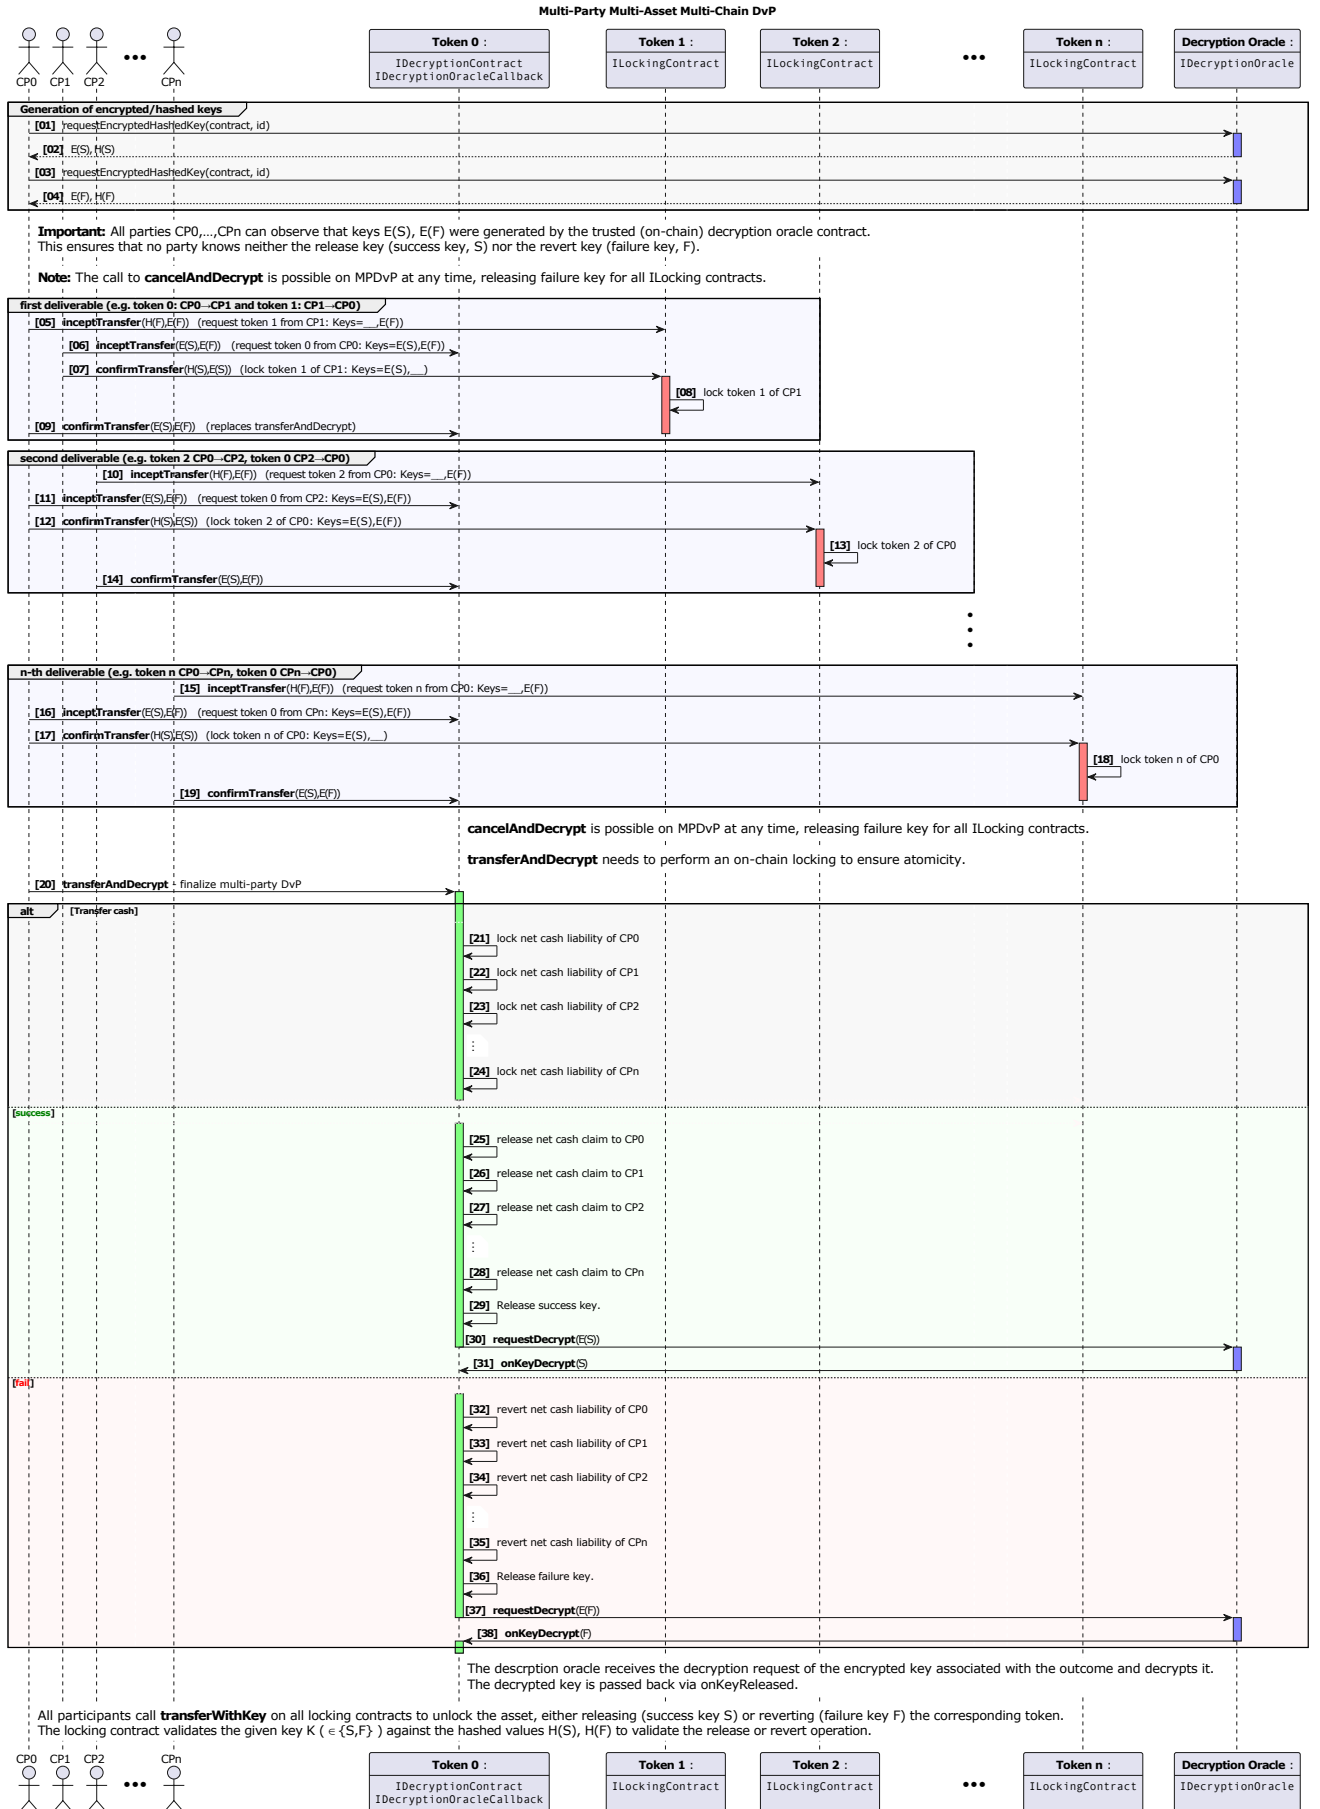 Multi-Party Multi-Asset Multi-Chain DvP
CP0 CP1 CP2 ••• CPn
Token 0 :
IDecryptionContract
IDecryptionOracleCallback
Token 1 :
ILockingContract
Token 2 :
ILockingContract
•••
Token n :
ILockingContract
Decryption Oracle :
IDecryptionOracle
Generation of encrypted/hashed keys
[01] requestEncryptedHashedKey(contract, id)
[02] E(S), H(S)
[03] requestEncryptedHashedKey(contract, id)
[04] E(F), H(F)
Important: All parties CP0,...,CPn can observe that keys E(S), E(F) were generated by the trusted (on-chain) decryption oracle contract.
This ensures that no party knows neither the release key (success key, S) nor the revert key (failure key, F).
Note: The call to cancelAndDecrypt is possible on MPDvP at any time, releasing failure key for all ILocking contracts.
first deliverable (e.g. token 0: CP0→CP1 and token 1: CP1→CP0)
[05] inceptTransfer(H(F),E(F)) (request token 1 from CP1: Keys=__,E(F))
[06] inceptTransfer(E(S),E(F)) (request token 0 from CP0: Keys=E(S),E(F))
[07] confirmTransfer(H(S),E(S)) (lock token 1 of CP1: Keys=E(S),__)
[08] lock token 1 of CP1
[09] confirmTransfer(E(S),E(F)) (replaces transferAndDecrypt)
second deliverable (e.g. token 2 CP0→CP2, token 0 CP2→CP0)
[10] inceptTransfer(H(F),E(F)) (request token 2 from CP0: Keys=__,E(F))
[11] inceptTransfer(E(S),E(F)) (request token 0 from CP2: Keys=E(S),E(F))
[12] confirmTransfer(H(S),E(S)) (lock token 2 of CP0: Keys=E(S),E(F))
[13] lock token 2 of CP0
[14] confirmTransfer(E(S),E(F))
n-th deliverable (e.g. token n CP0→CPn, token 0 CPn→CP0)
[15] inceptTransfer(H(F),E(F)) (request token n from CP0: Keys=__,E(F))
[16] inceptTransfer(E(S),E(F)) (request token 0 from CPn: Keys=E(S),E(F))
[17] confirmTransfer(H(S),E(S)) (lock token n of CP0: Keys=E(S),__)
[18] lock token n of CP0
[19] confirmTransfer(E(S),E(F))
cancelAndDecrypt is possible on MPDvP at any time, releasing failure key for all ILocking contracts.
transferAndDecrypt needs to perform an on-chain locking to ensure atomicity.
[20] transferAndDecrypt - finalize multi-party DvP
alt [Transfer cash]
[21] lock net cash liability of CP0
[22] lock net cash liability of CP1
[23] lock net cash liability of CP2
⋮
[24] lock net cash liability of CPn
[success]
[25] release net cash claim to CP0
[26] release net cash claim to CP1
[27] release net cash claim to CP2
⋮
[28] release net cash claim to CPn
[29] Release success key.
[30] requestDecrypt(E(S))
[31] onKeyDecrypt(S)
[fail]
[32] revert net cash liability of CP0
[33] revert net cash liability of CP1
[34] revert net cash liability of CP2
⋮
[35] revert net cash liability of CPn
[36] Release failure key.
[37] requestDecrypt(E(F))
[38] onKeyDecrypt(F)
The descrption oracle receives the decryption request of the encrypted key associated with the outcome and decrypts it.
The decrypted key is passed back via onKeyReleased.
All participants call transferWithKey on all locking contracts to unlock the asset, either releasing (success key S) or reverting (failure key F) the corresponding token.
The locking contract validates the given key K ( ∈ {S,F} ) against the hashed values H(S), H(F) to validate the release or revert operation.
CP0 CP1 CP2 ••• CPn
Token 0 :
IDecryptionContract
IDecryptionOracleCallback
Token 1 :
ILockingContract
Token 2 :
ILockingContract
•••
Token n :
ILockingContract
Decryption Oracle :
IDecryptionOracle